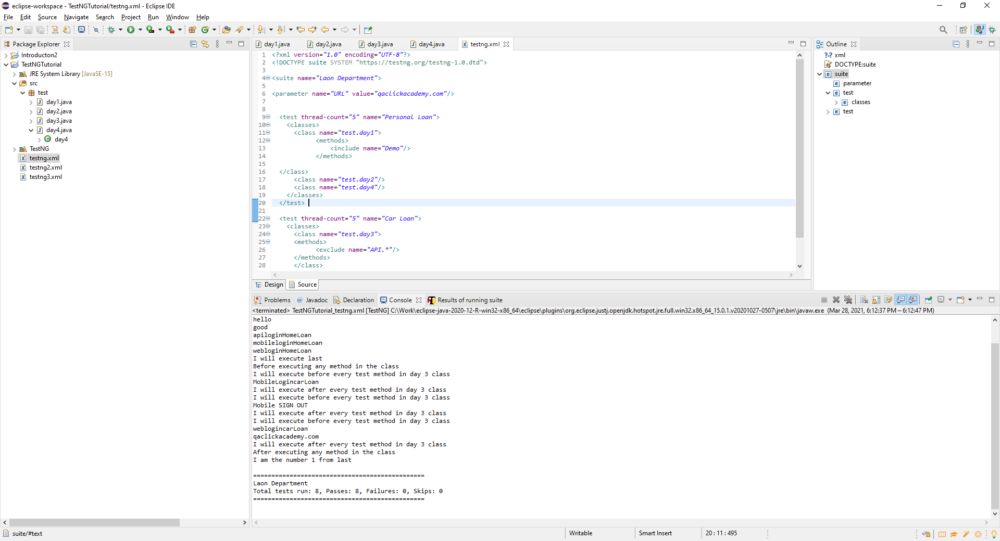 eclipse-workspace - TestNGTutorial/testng.xml - Eclipse IDE
File Edit Source Navigate Search Project Run Window Help
Package Explorer
Introducton2
TestNGTutorial
JRE System Library [JavaSE-15]
src
test
day1.java
day2.java
day3.java
day4.java
day4
TestNG
testng.xml
testng2.xml
testng3.xml
day1.java day2.java day3.java day4.java testng.xml
1 <?xml version="1.0" encoding="UTF-8"?>
2 <!DOCTYPE suite SYSTEM "https://testng.org/testng-1.0.dtd">
3
4 <suite name="Laon Department">
5
6 <parameter name="URL" value="qaclickacademy.com"/>
7
8
9 <test thread-count="5" name="Personal Loan">
10 <classes>
11 <class name="test.day1">
12 <methods>
13 <include name="Demo"/>
14 </methods>
15
16 </class>
17 <class name="test.day2"/>
18 <class name="test.day4"/>
19 </classes>
20 </test>
21
22 <test thread-count="5" name="Car Loan">
23 <classes>
24 <class name="test.day3">
25 <methods>
26 <exclude name="API.*"/>
27 </methods>
28 </class>
Design Source
Outline
?-? xml
DOCTYPE:suite
suite
parameter
test
classes
test
Problems @ Javadoc Declaration Console Results of running suite
<terminated> TestNGTutorial_testng.xml [TestNG] C:\Work\eclipse-java-2020-12-R-win32-x86_64\eclipse\plugins\org.eclipse.justj.openjdk.hotspot.jre.full.win32.x86_64_15.0.1.v20201027-0507\jre\bin\javaw.exe (Mar 28, 2021, 6:12:37 PM – 6:12:47 PM)
hello
good
apiloginHomeLoan
mobileloginHomeLoan
webloginHomeLoan
I will execute last
Before executing any method in the class
I will execute before every test method in day 3 class
MobileLogincarLoan
I will execute after every test method in day 3 class
I will execute before every test method in day 3 class
Mobile SIGN OUT
I will execute after every test method in day 3 class
I will execute before every test method in day 3 class
weblogincarLoan
qaclickacademy.com
I will execute after every test method in day 3 class
After executing any method in the class
I am the number 1 from last
===============================================
Laon Department
Total tests run: 8, Passes: 8, Failures: 0, Skips: 0
===============================================
suite/#text
Writable
Smart Insert
20 : 11 : 495